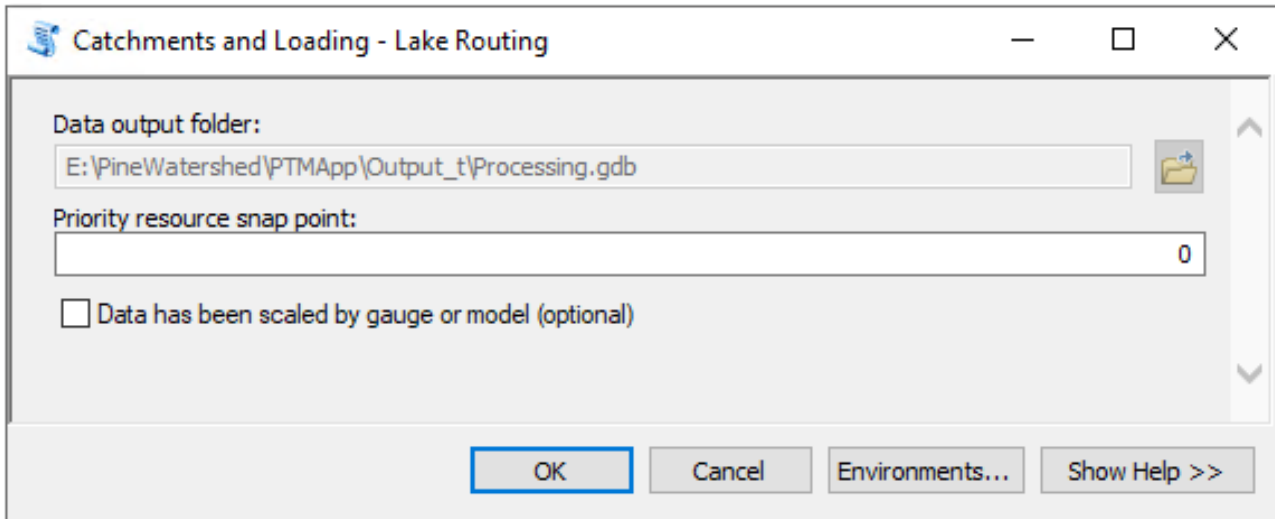 Catchments and Loading - Lake Routing
Data output folder:
E:\PineWatershed\PTMApp\Output_t\Processing.gdb
Priority resource snap point:
0
Data has been scaled by gauge or model (optional)
OK Cancel Environments... Show Help >>